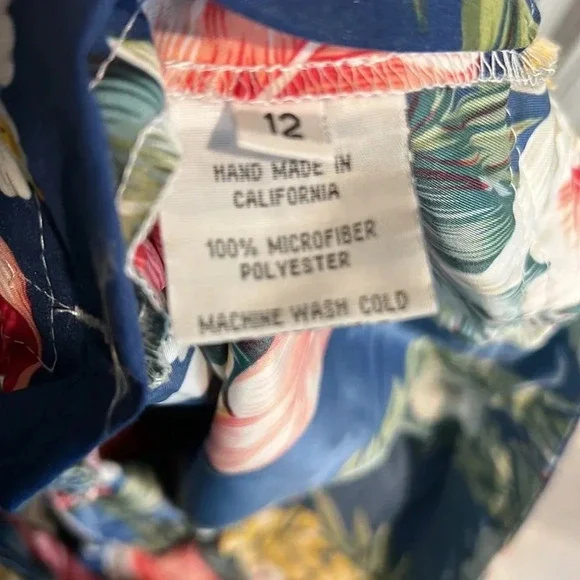 12
HAND MADE IN
CALIFORNIA
100% MICROFIBER
POLYESTER
MACHINE WASH COLD